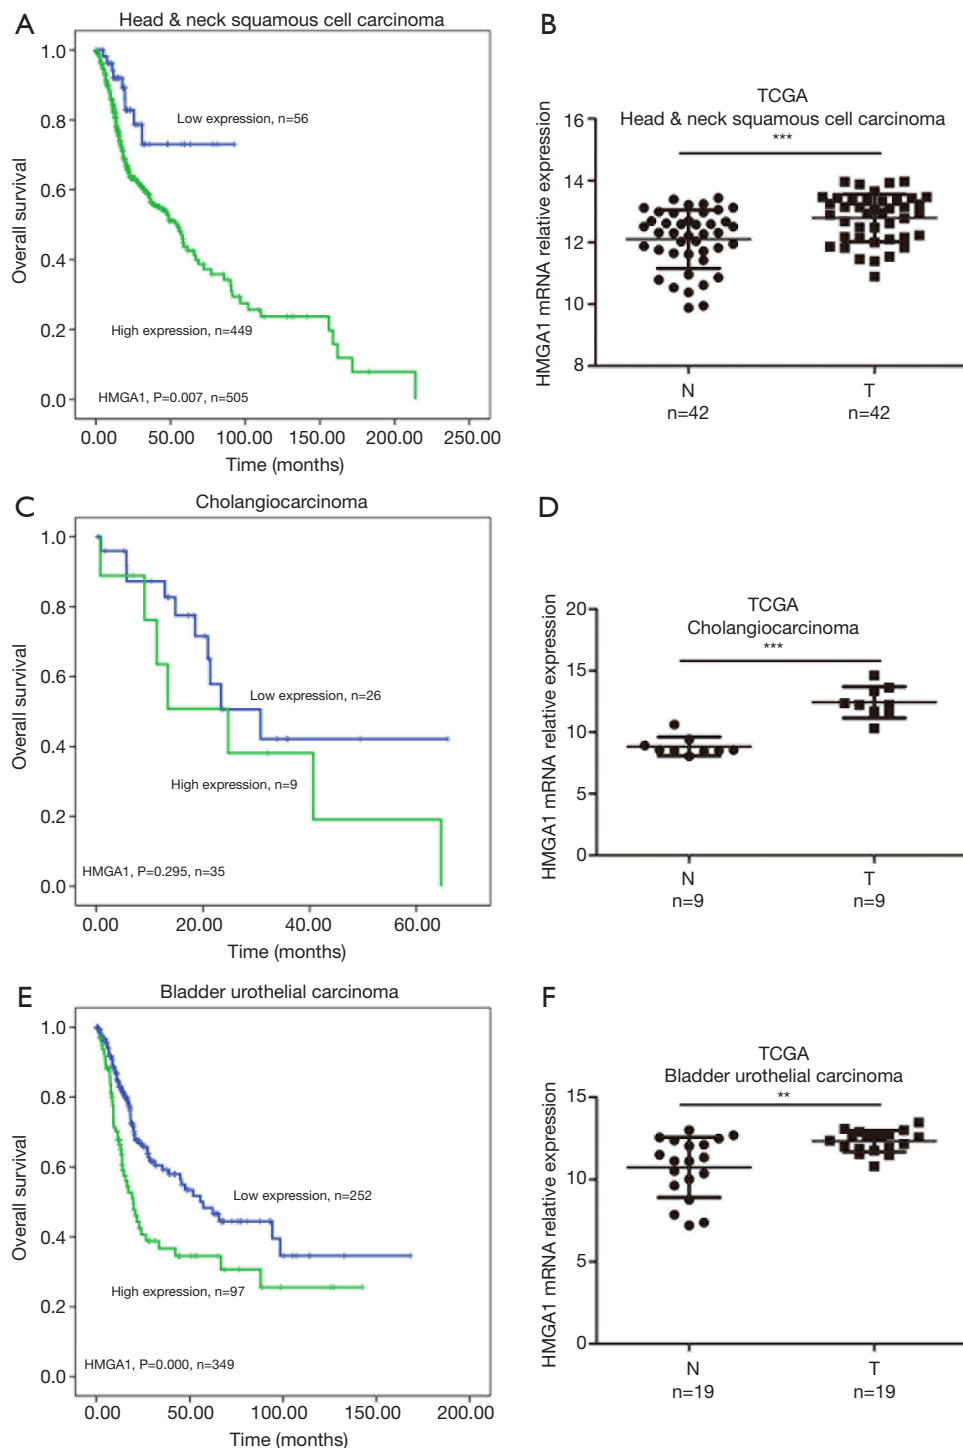 A
Head & neck squamous cell carcinoma
1.0
0.8
0.6
0.4
0.2
0.0
Overall survival
Low expression, n=56
High expression, n=449
HMGA1, P=0.007, n=505
0.00 50.00 100.00 150.00 200.00 250.00
Time (months)
B
TCGA
Head & neck squamous cell carcinoma
***
16
14
12
10
8
HMGA1 mRNA relative expression
N T
n=42 n=42
C
Cholangiocarcinoma
1.0
0.8
0.6
0.4
0.2
0.0
Overall survival
Low expression, n=26
High expression, n=9
HMGA1, P=0.295, n=35
0.00 20.00 40.00 60.00
Time (months)
D
TCGA
Cholangiocarcinoma
***
20
15
10
5
0
HMGA1 mRNA relative expression
N T
n=9 n=9
E
Bladder urothelial carcinoma
1.0
0.8
0.6
0.4
0.2
0.0
Overall survival
Low expression, n=252
High expression, n=97
HMGA1, P=0.000, n=349
0.00 50.00 100.00 150.00 200.00
Time (months)
F
TCGA
Bladder urothelial carcinoma
**
15
10
5
0
HMGA1 mRNA relative expression
N T
n=19 n=19